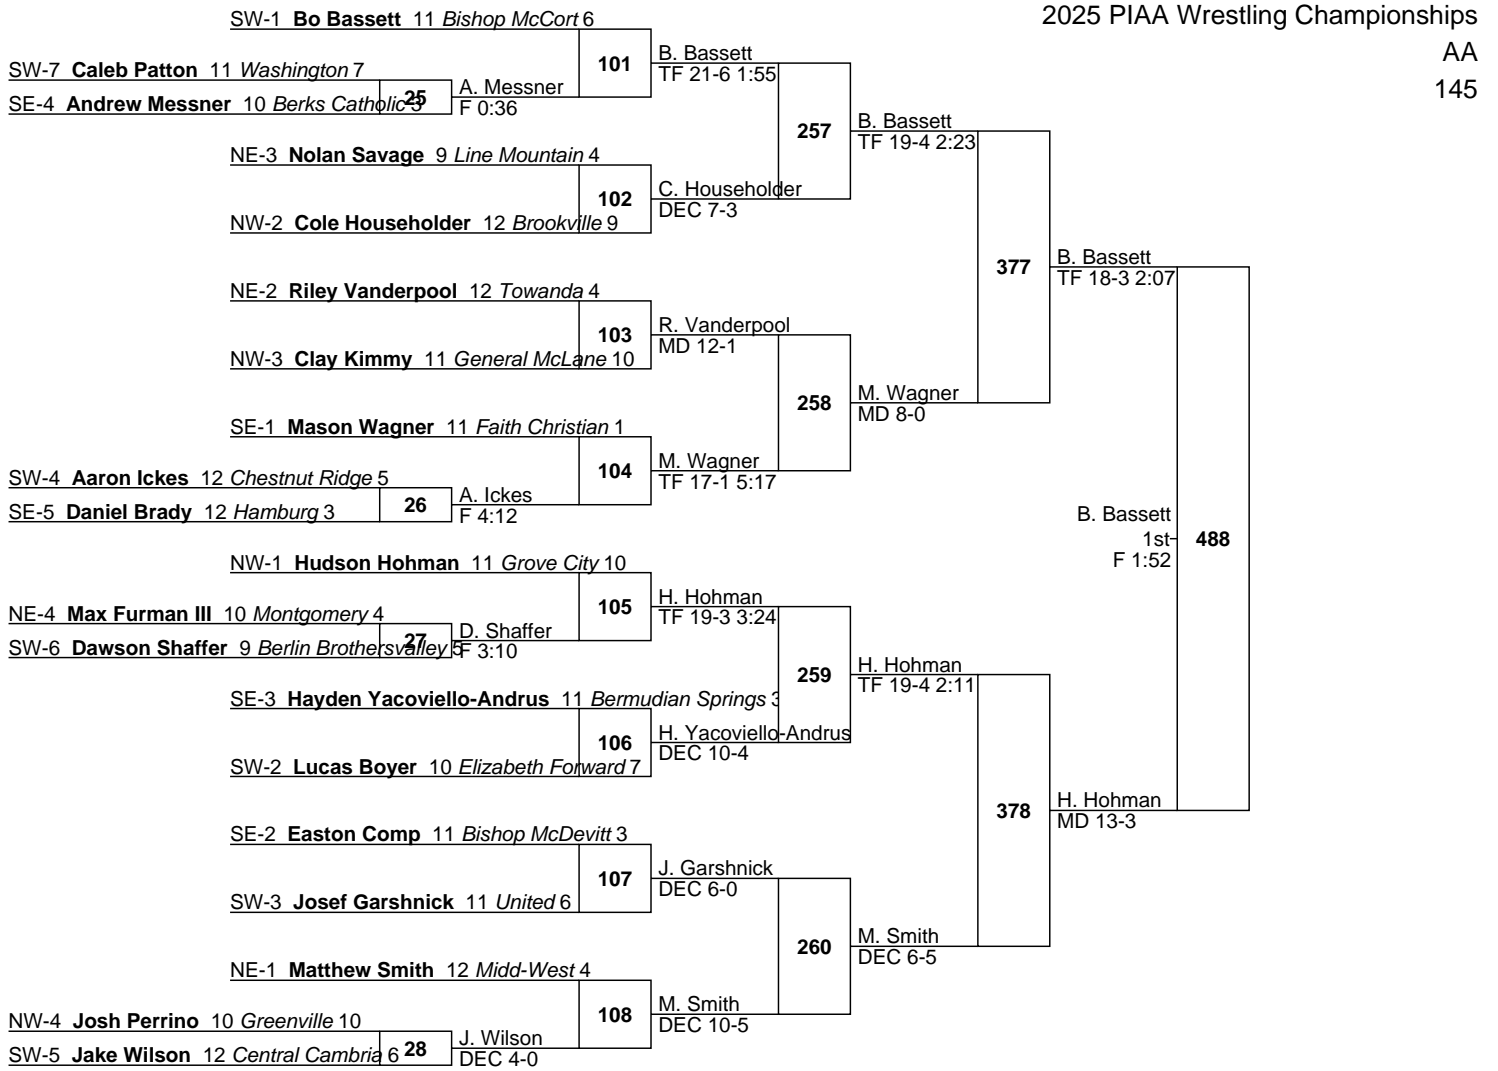 2025 PIAA Wrestling Championships
AA
145
SW-1 Bo Bassett 11 Bishop McCort 6
101
B. Bassett
TF 21-6 1:55
SW-7 Caleb Patton 11 Washington 7
25
A. Messner
F 0:36
SE-4 Andrew Messner 10 Berks Catholic 3
257
B. Bassett
TF 19-4 2:23
NE-3 Nolan Savage 9 Line Mountain 4
102
C. Householder
DEC 7-3
NW-2 Cole Householder 12 Brookville 9
377
B. Bassett
TF 18-3 2:07
NE-2 Riley Vanderpool 12 Towanda 4
103
R. Vanderpool
MD 12-1
NW-3 Clay Kimmy 11 General McLane 10
258
M. Wagner
MD 8-0
SE-1 Mason Wagner 11 Faith Christian 1
104
M. Wagner
TF 17-1 5:17
SW-4 Aaron Ickes 12 Chestnut Ridge 5
26
A. Ickes
F 4:12
SE-5 Daniel Brady 12 Hamburg 3
B. Bassett
1st
F 1:52
488
NW-1 Hudson Hohman 11 Grove City 10
105
H. Hohman
TF 19-3 3:24
NE-4 Max Furman III 10 Montgomery 4
27
D. Shaffer
F 3:10
SW-6 Dawson Shaffer 9 Berlin Brothersvalley 5
259
H. Hohman
TF 19-4 2:11
SE-3 Hayden Yacoviello-Andrus 11 Bermudian Springs 3
106
H. Yacoviello-Andrus
DEC 10-4
SW-2 Lucas Boyer 10 Elizabeth Forward 7
378
H. Hohman
MD 13-3
SE-2 Easton Comp 11 Bishop McDevitt 3
107
J. Garshnick
DEC 6-0
SW-3 Josef Garshnick 11 United 6
260
M. Smith
DEC 6-5
NE-1 Matthew Smith 12 Midd-West 4
108
M. Smith
DEC 10-5
NW-4 Josh Perrino 10 Greenville 10
28
J. Wilson
DEC 4-0
SW-5 Jake Wilson 12 Central Cambria 6